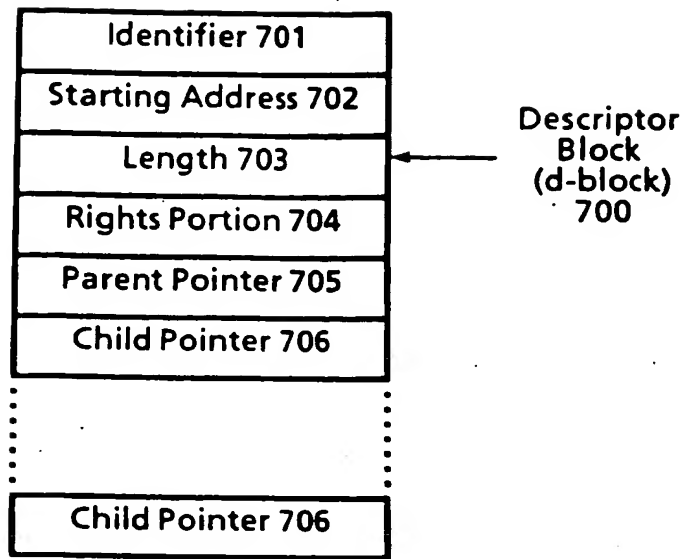 Identifier 701
Starting Address 702
Length 703
Rights Portion 704
Parent Pointer 705
Child Pointer 706
Child Pointer 706
Descriptor
Block
(d-block)
700